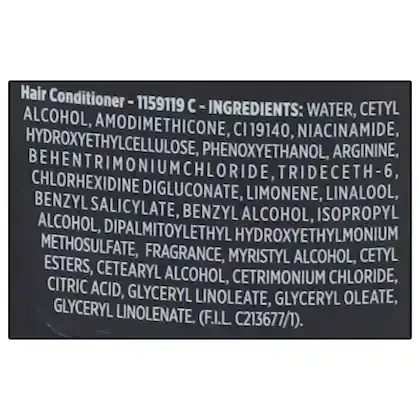 Hair Conditioner - 1159119 C - INGREDIENTS: WATER, CETYL
ALCOHOL, AMODIMETHICONE, CI 19140, NIACINAMIDE,
HYDROXYETHYLCELLULOSE, PHENOXYETHANOL, ARGININE,
BEHENTRIMONIUM CHLORIDE, TRIDECETH-6,
CHLORHEXIDINE DIGLUCONATE, LIMONENE, LINALOOL,
BENZYL SALICYLATE, BENZYL ALCOHOL, ISOPROPYL
ALCOHOL, DIPALMITOYLETHYL HYDROXYETHYLMONIUM
METHOSULFATE, FRAGRANCE, MYRISTYL ALCOHOL, CETYL
ESTERS, CETEARYL ALCOHOL, CETRIMONIUM CHLORIDE,
CITRIC ACID, GLYCERYL LINOLEATE, GLYCERYL OLEATE,
GLYCERYL LINOLENATE. (F.I.L. C213677/1).